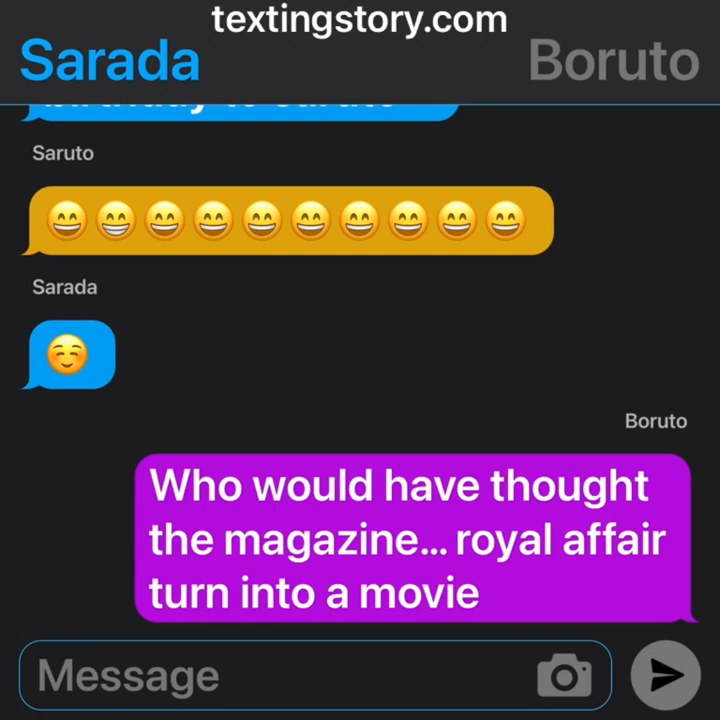 textingstory.com
Sarada
Boruto
Saruto
😄😁😄😄😄😄😄😄😄😄
Sarada
☺️
Boruto
Who would have thought
the magazine... royal affair
turn into a movie
Message